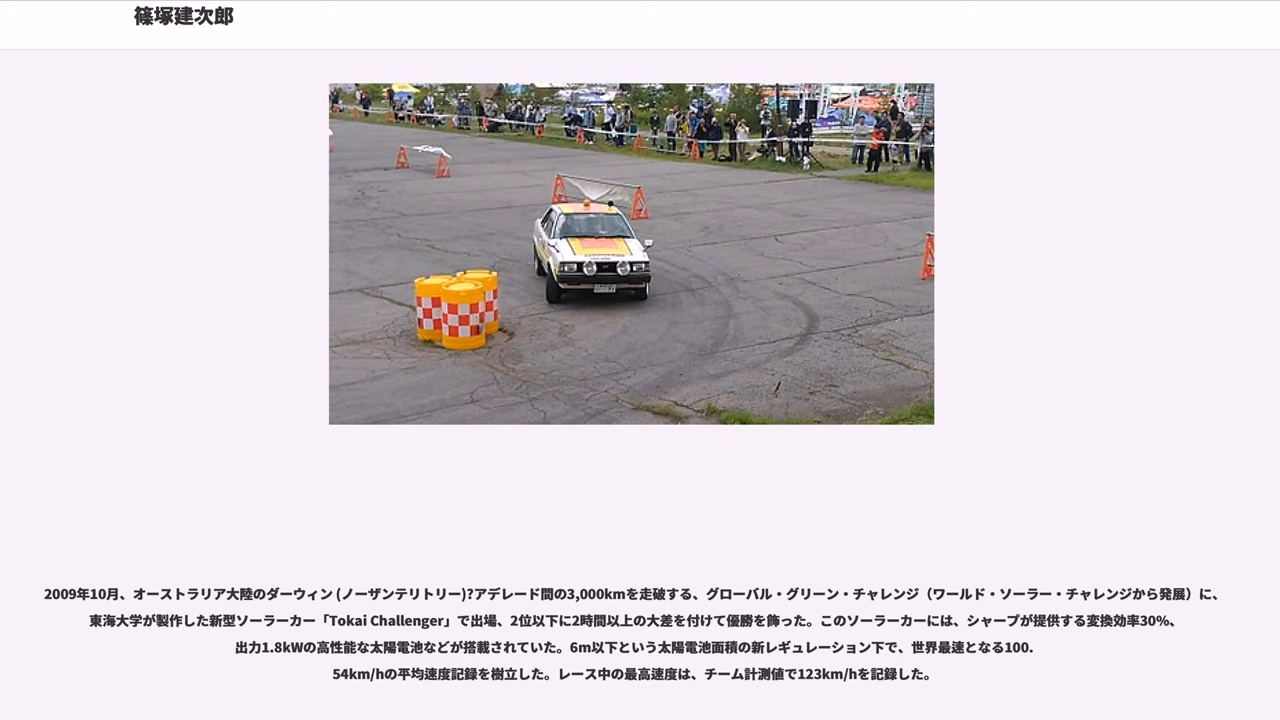 篠塚建次郎
2009年10月、オーストラリア大陸のダーウィン (ノーザンテリトリー)?アデレード間の3,000kmを走破する、グローバル・グリーン・チャレンジ（ワールド・ソーラー・チャレンジから発展）に、
東海大学が製作した新型ソーラーカー「Tokai Challenger」で出場、2位以下に2時間以上の大差を付けて優勝を飾った。このソーラーカーには、シャープが提供する変換効率30%、
出力1.8kWの高性能な太陽電池などが搭載されていた。6m以下という太陽電池面積の新レギュレーション下で、世界最速となる100.
54km/hの平均速度記録を樹立した。レース中の最高速度は、チーム計測値で123km/hを記録した。